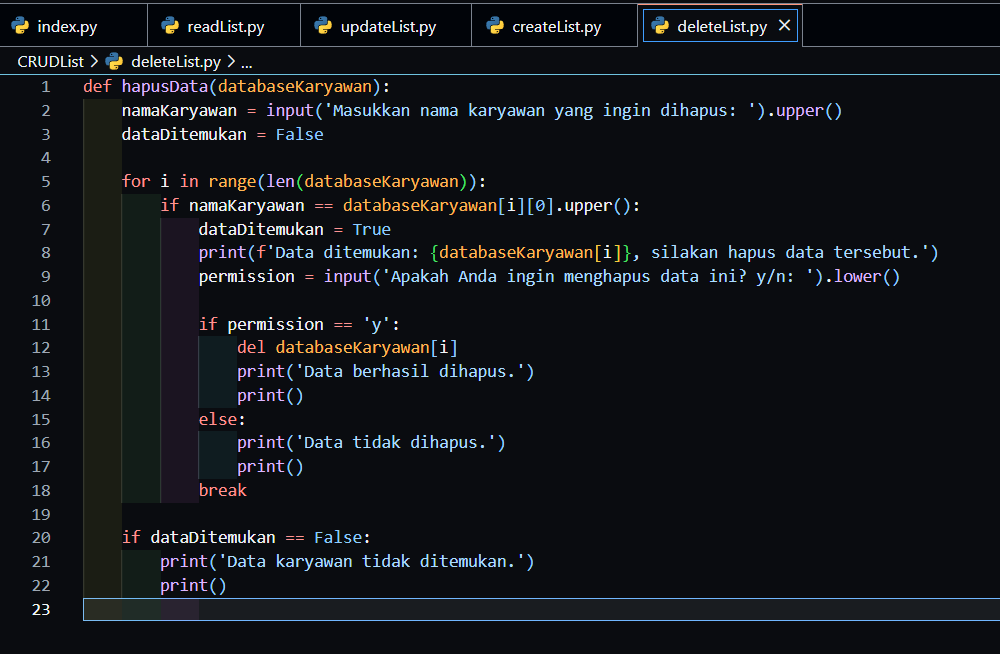 index.py readList.py updateList.py createList.py deleteList.py ×
CRUDList > deleteList.py > ...
1 def hapusData(databaseKaryawan):
2     namaKaryawan = input('Masukkan nama karyawan yang ingin dihapus: ').upper()
3     dataDitemukan = False
4
5     for i in range(len(databaseKaryawan)):
6         if namaKaryawan == databaseKaryawan[i][0].upper():
7             dataDitemukan = True
8             print(f'Data ditemukan: {databaseKaryawan[i]}, silakan hapus data tersebut.')
9             permission = input('Apakah Anda ingin menghapus data ini? y/n: ').lower()
10
11             if permission == 'y':
12                 del databaseKaryawan[i]
13                 print('Data berhasil dihapus.')
14                 print()
15             else:
16                 print('Data tidak dihapus.')
17                 print()
18             break
19
20     if dataDitemukan == False:
21         print('Data karyawan tidak ditemukan.')
22         print()
23